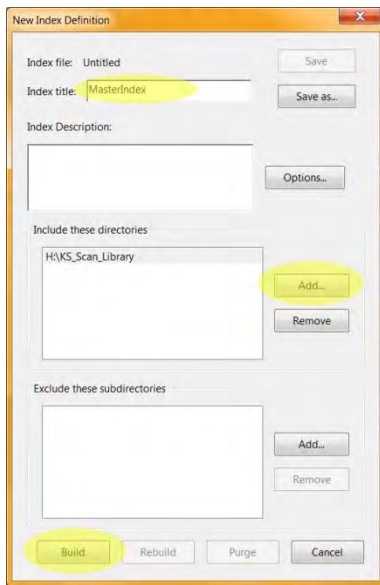 New Index Definition
Index file: Untitled
Save
Index title: MasterIndex
Save as...
Index Description:
Options...
Include these directories
H:\KS_Scan_Library
Add...
Remove
Exclude these subdirectories
Add...
Remove
Build
Rebuild
Purge
Cancel